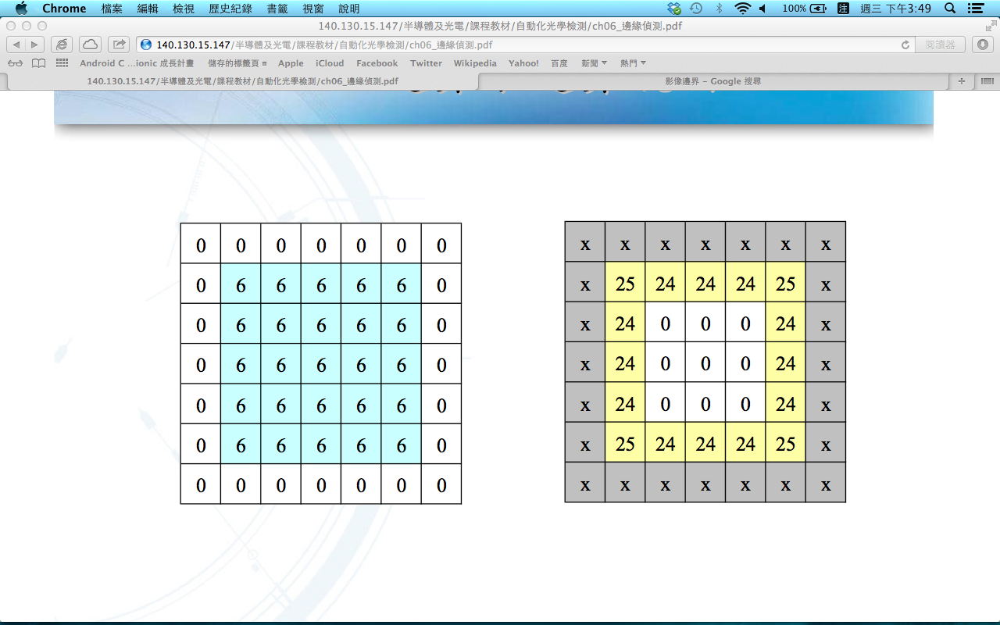 Chrome 檔案 編輯 檢視 歷史紀錄 書籤 視窗 說明 100% 注 週三 下午3:49
140.130.15.147/半導體及光電/課程教材/自動化光學檢測/ch06_邊緣偵測.pdf
140.130.15.147/半導體及光電/課程教材/自動化光學檢測/ch06_邊緣偵測.pdf 閱讀器
Android C …ionic 成長計畫 儲存的標籤頁 Apple iCloud Facebook Twitter Wikipedia Yahoo! 百度 新聞 熱門
140.130.15.147/半導體及光電/課程教材/自動化光學檢測/ch06_邊緣偵測.pdf 影像邊界 – Google 搜尋
0 0 0 0 0 0 0
0 6 6 6 6 6 0
0 6 6 6 6 6 0
0 6 6 6 6 6 0
0 6 6 6 6 6 0
0 6 6 6 6 6 0
0 0 0 0 0 0 0
x x x x x x x
x 25 24 24 24 25 x
x 24 0 0 0 24 x
x 24 0 0 0 24 x
x 24 0 0 0 24 x
x 25 24 24 24 25 x
x x x x x x x